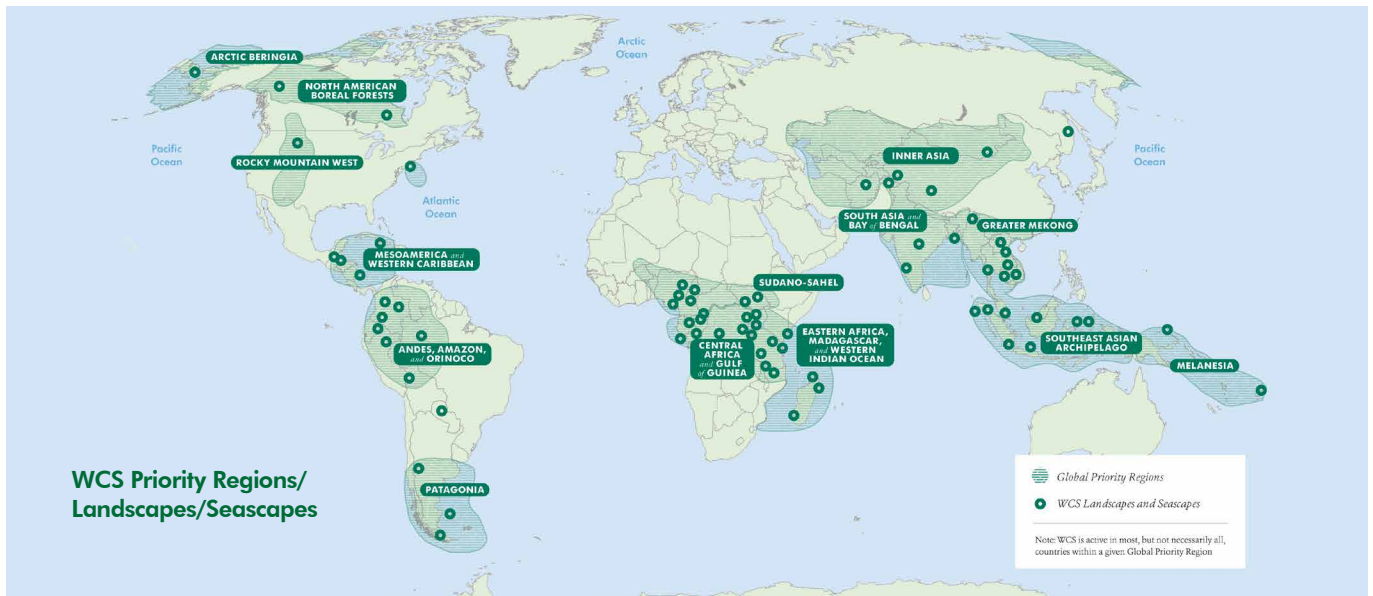 Arctic
Ocean
ARCTIC BERINGIA
NORTH AMERICAN
BOREAL FORESTS
Pacific
Ocean
ROCKY MOUNTAIN WEST
INNER ASIA
Pacific
Ocean
Atlantic
Ocean
SOUTH ASIA and
BAY of BENGAL
GREATER MEKONG
MESOAMERICA and
WESTERN CARIBBEAN
SUDANO-SAHEL
EASTERN AFRICA,
MADAGASCAR,
and WESTERN
INDIAN OCEAN
CENTRAL
AFRICA
and GULF
of GUINEA
ANDES, AMAZON,
and ORINOCO
SOUTHEAST ASIAN
ARCHIPELAGO
MELANESIA
PATAGONIA
WCS Priority Regions/
Landscapes/Seascapes
Global Priority Regions
WCS Landscapes and Seascapes
Note: WCS is active in most, but not necessarily all,
countries within a given Global Priority Region